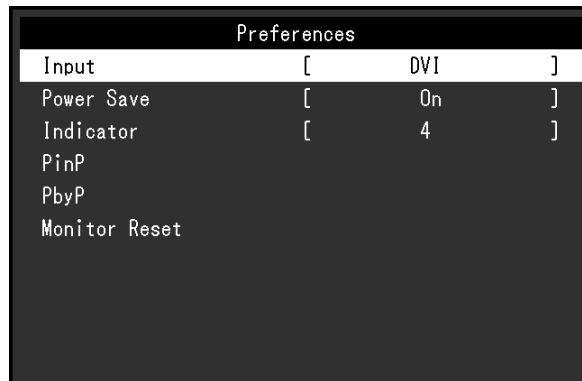 Preferences
Input [ DVI ]
Power Save [ On ]
Indicator [ 4 ]
PinP
PbyP
Monitor Reset